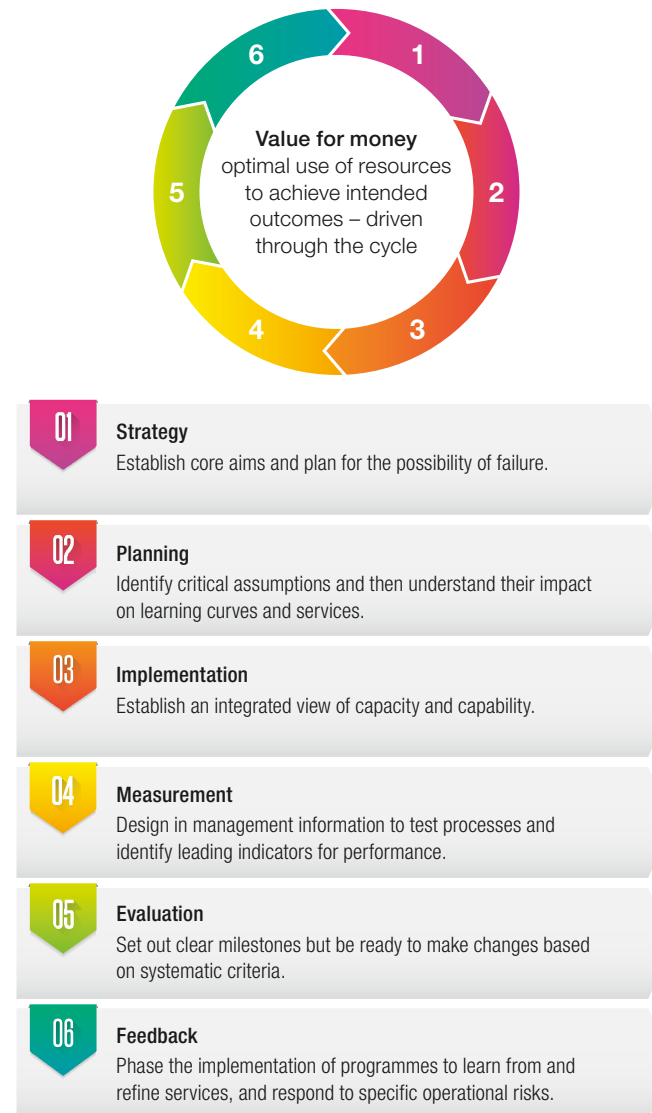 6
1
Value for money
optimal use of resources
to achieve intended
outcomes – driven
through the cycle
5
2
4
3
01
Strategy
Establish core aims and plan for the possibility of failure.
02
Planning
Identify critical assumptions and then understand their impact
on learning curves and services.
03
Implementation
Establish an integrated view of capacity and capability.
04
Measurement
Design in management information to test processes and
identify leading indicators for performance.
05
Evaluation
Set out clear milestones but be ready to make changes based
on systematic criteria.
06
Feedback
Phase the implementation of programmes to learn from and
refine services, and respond to specific operational risks.